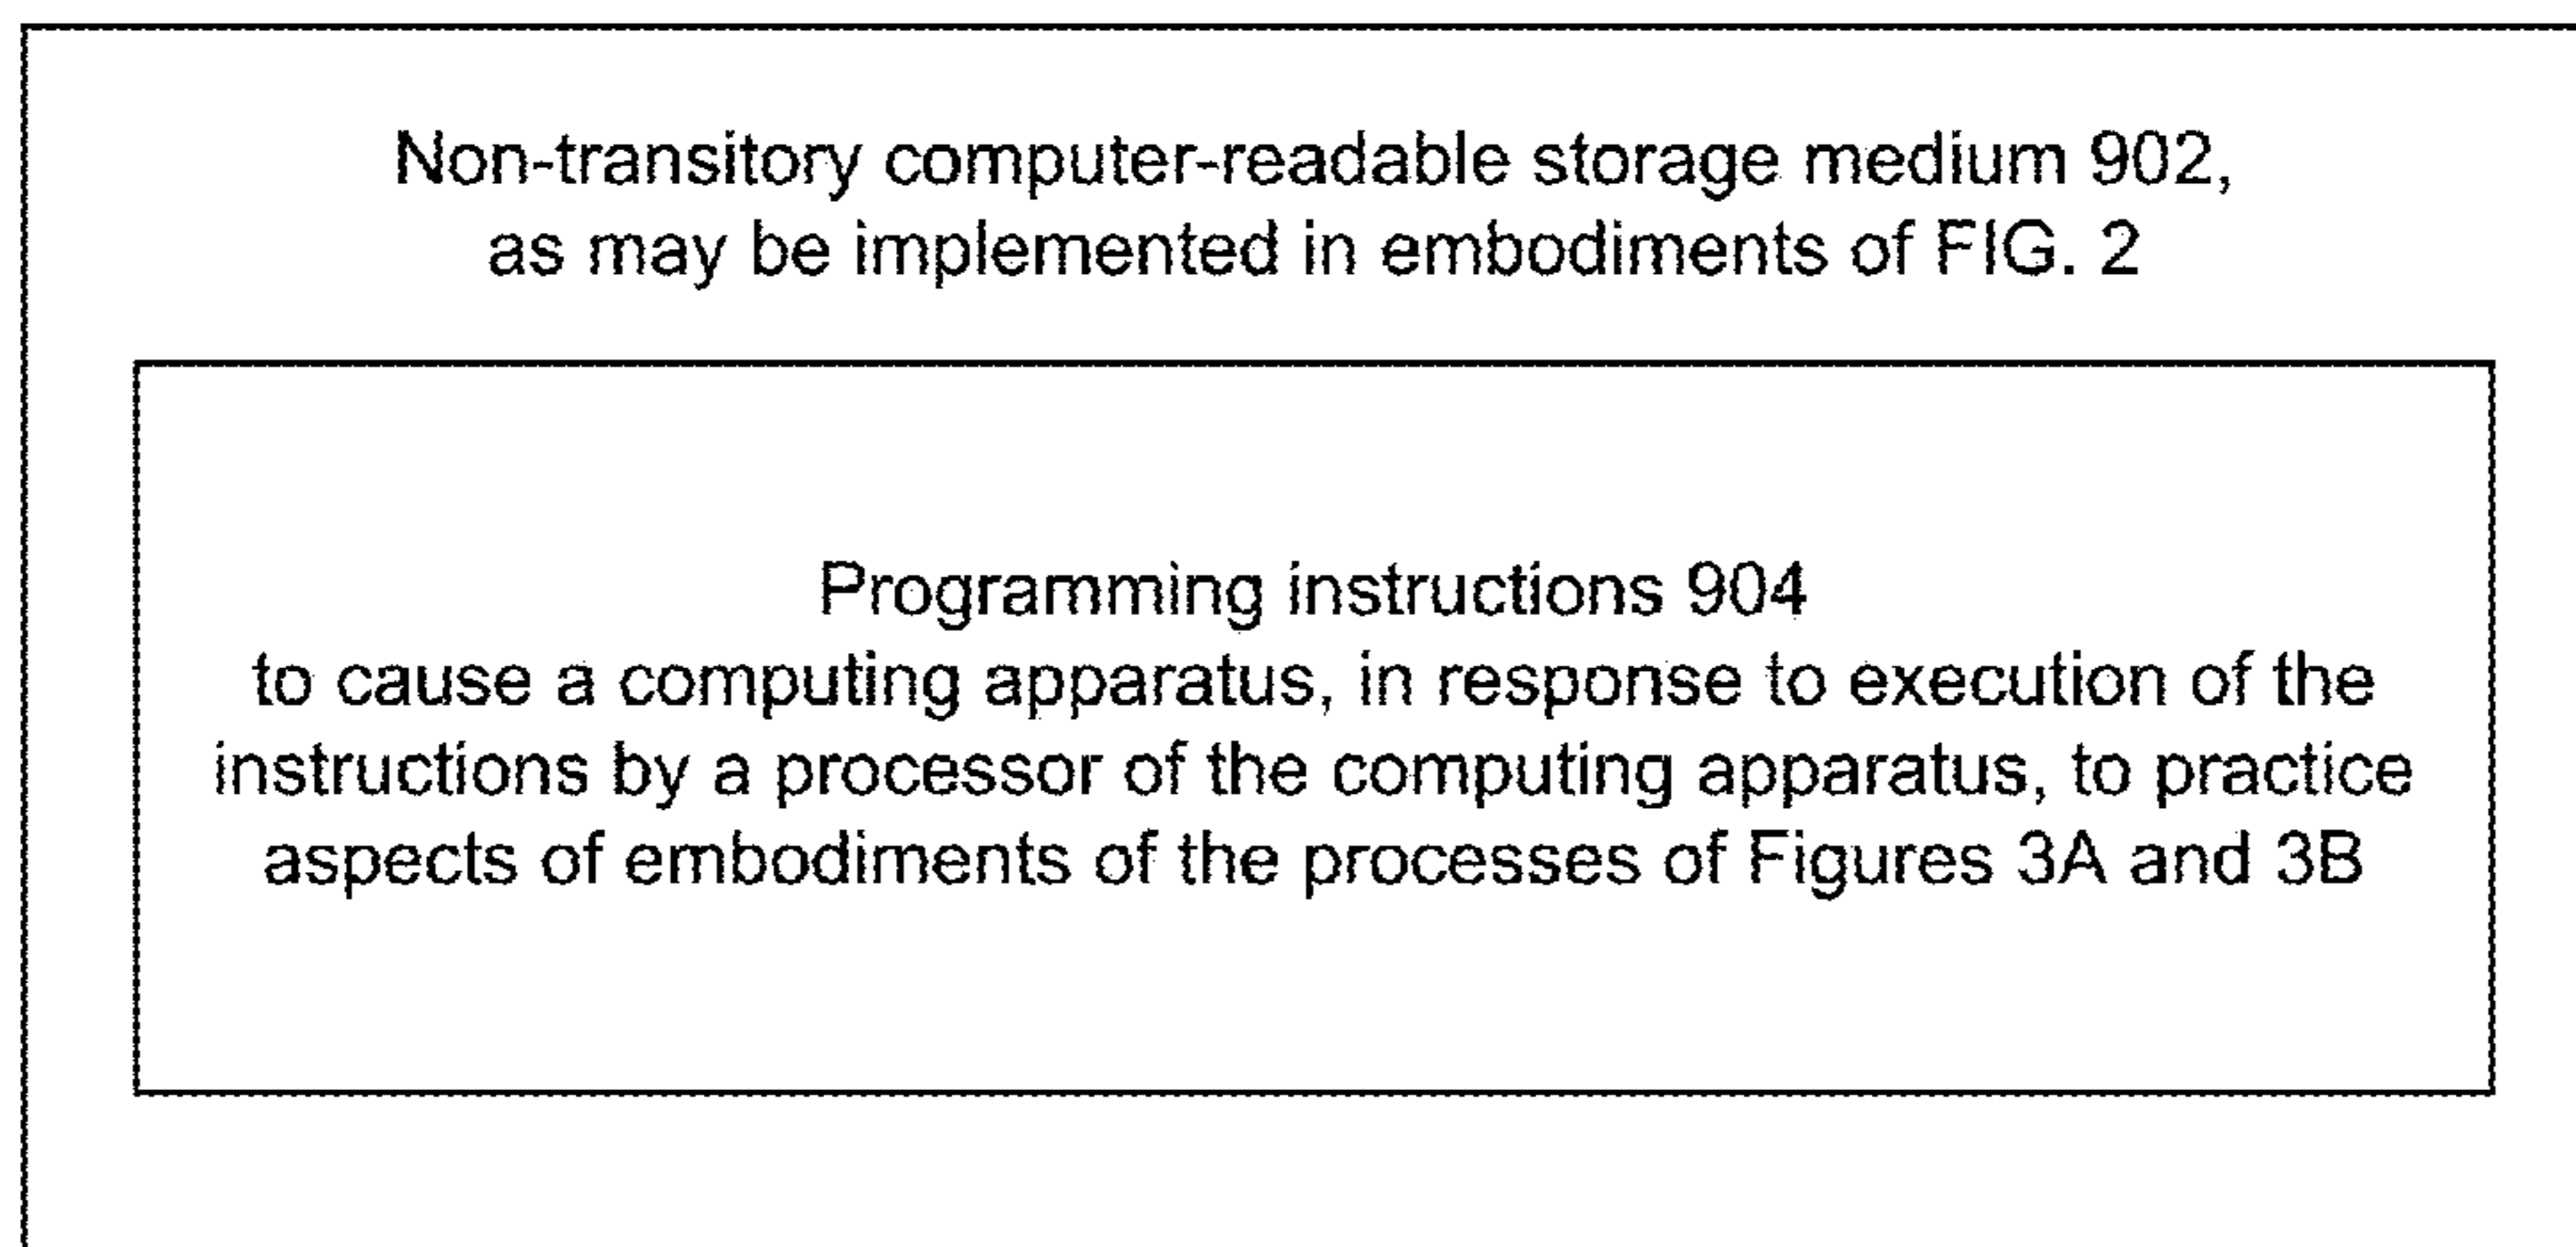 Non-transitory computer-readable storage medium 902,
as may be implemented in embodiments of FIG. 2
Programming instructions 904
to cause a computing apparatus, in response to execution of the
instructions by a processor of the computing apparatus, to practice
aspects of embodiments of the processes of Figures 3A and 3B